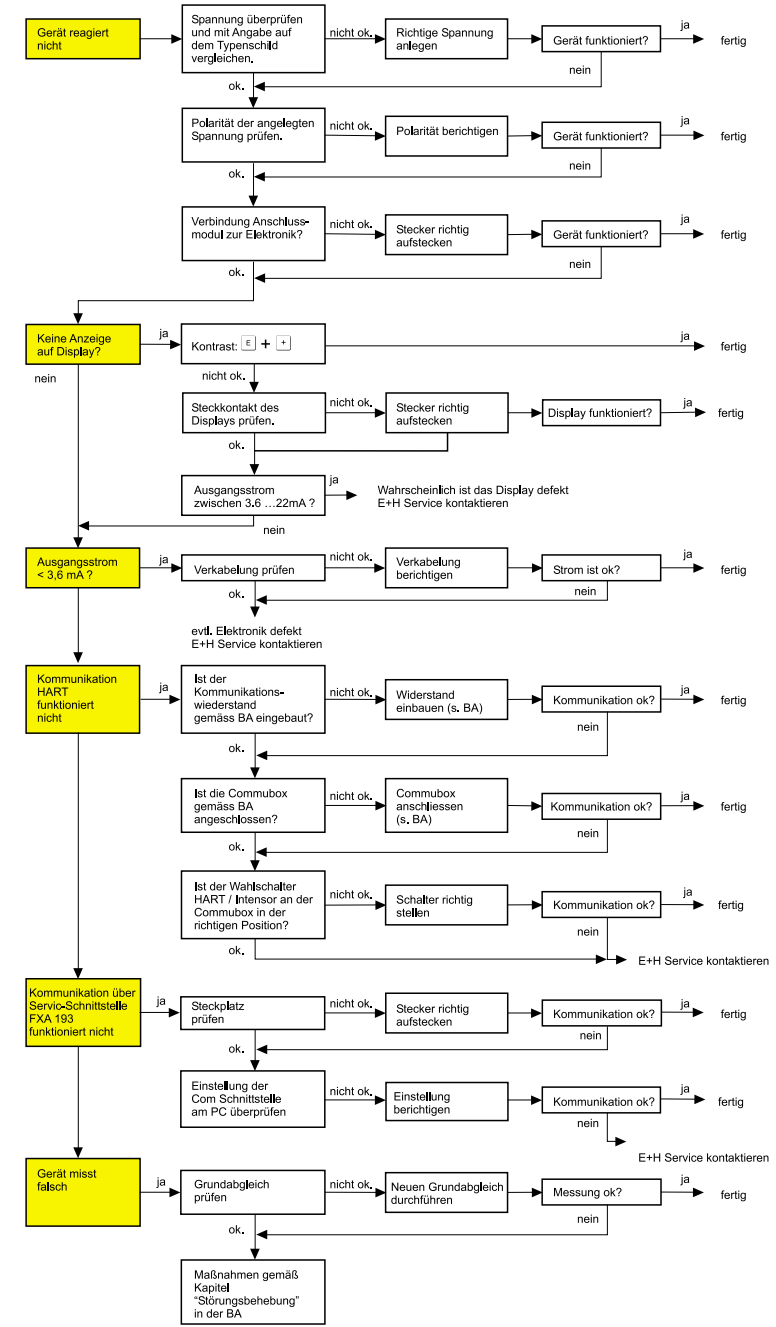 Gerät reagiert
nicht
Spannung überprüfen
und mit Angabe auf
dem Typenschild
vergleichen.
nicht ok.
Richtige Spannung
anlegen
Gerät funktioniert?
ja
fertig
nein
ok.
Polarität der angelegten
Spannung prüfen.
nicht ok.
Polarität berichtigen
Gerät funktioniert?
ja
fertig
nein
ok.
Verbindung Anschluss-
modul zur Elektronik?
nicht ok.
Stecker richtig
aufstecken
Gerät funktioniert?
ja
fertig
nein
ok.
Keine Anzeige
auf Display?
ja
Kontrast: E + +
fertig
nein
nicht ok.
Steckkontakt des
Displays prüfen.
nicht ok.
Stecker richtig
aufstecken
Display funktioniert?
ja
fertig
ok.
Ausgangsstrom
zwischen 3.6 ...22mA ?
ja
Wahrscheinlich ist das Display defekt
E+H Service kontaktieren
nein
Ausgangsstrom
< 3,6 mA ?
ja
Verkabelung prüfen
nicht ok.
Verkabelung
berichtigen
Strom ist ok?
ja
fertig
nein
ok.
evtl. Elektronik defekt
E+H Service kontaktieren
Kommunikation
HART
funktioniert
nicht
ja
Ist der
Kommunikations-
wiederstand
gemäss BA eingebaut?
nicht ok.
Widerstand
einbauen (s. BA)
Kommunikation ok?
ja
fertig
nein
ok.
Ist die Commubox
gemäss BA
angeschlossen?
nicht ok.
Commubox
anschliessen
(s. BA)
Kommunikation ok?
ja
fertig
nein
ok.
Ist der Wahlschalter
HART / Intensor an der
Commubox in der
richtigen Position?
nicht ok.
Schalter richtig
stellen
Kommunikation ok?
ja
fertig
nein
ok.
E+H Service kontaktieren
Kommunikation über
Servic-Schnittstelle
FXA 193
funktioniert nicht
ja
Steckplatz
prüfen
nicht ok.
Stecker richtig
aufstecken
Kommunikation ok?
ja
fertig
nein
ok.
Einstellung der
Com Schnittstelle
am PC überprüfen
nicht ok.
Einstellung
berichtigen
Kommunikation ok?
ja
fertig
nein
E+H Service kontaktieren
Gerät misst
falsch
ja
Grundabgleich
prüfen
nicht ok.
Neuen Grundabgleich
durchführen
Messung ok?
ja
fertig
nein
ok.
Maßnahmen gemäß
Kapitel
"Störungsbehebung"
in der BA